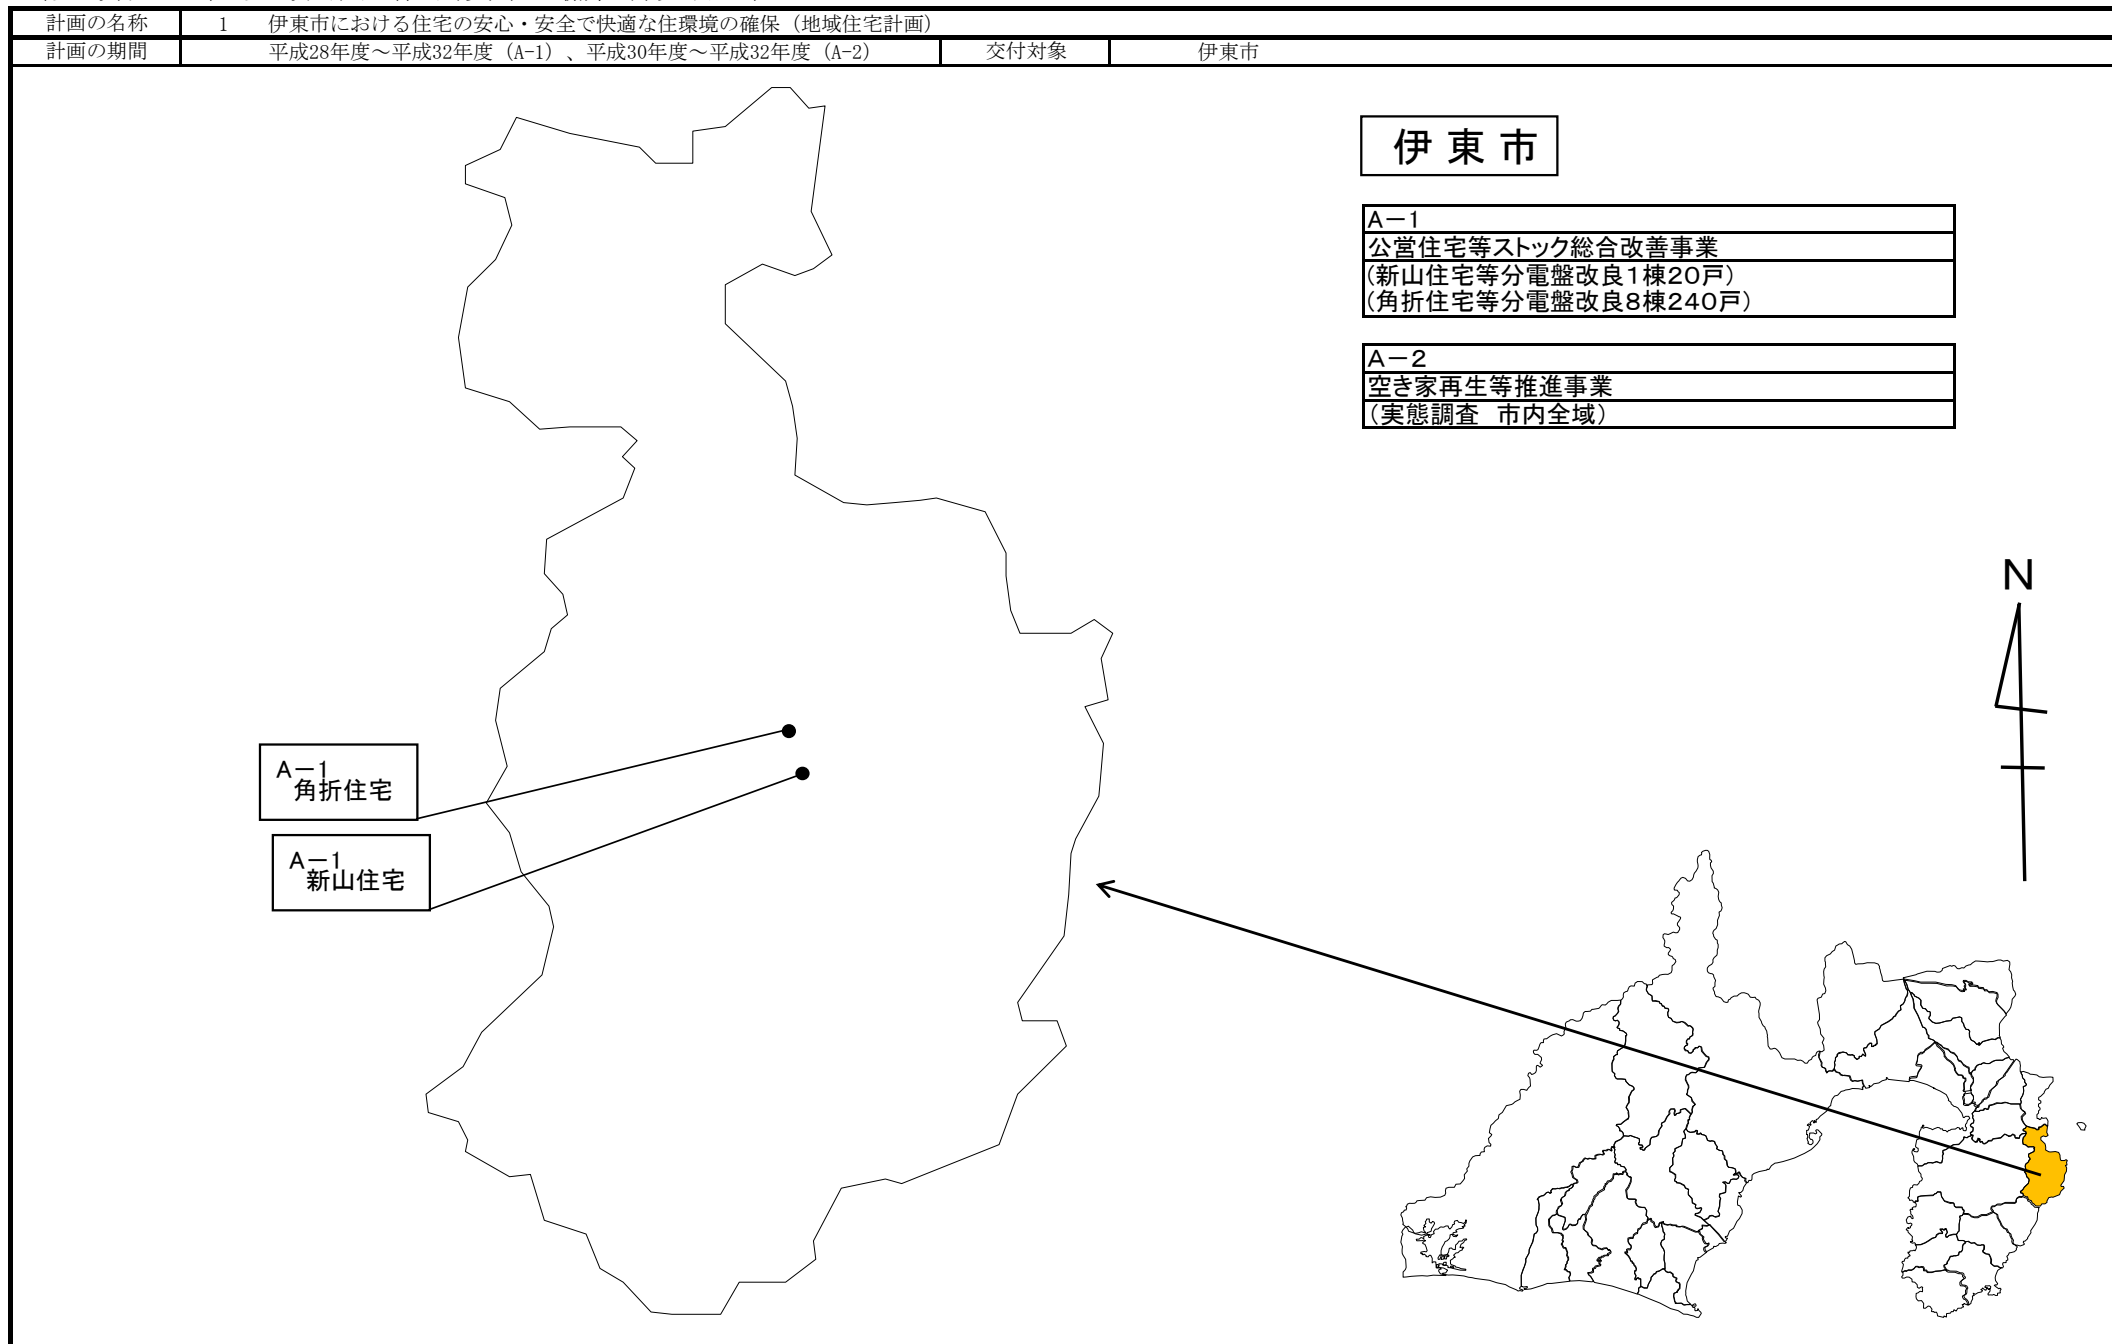 計画の名称 1 伊東市における住宅の安心・安全で快適な住環境の確保（地域住宅計画）
計画の期間 平成28年度～平成32年度（A-1）、平成30年度～平成32年度（A-2） 交付対象 伊東市
伊東市
A－1
公営住宅等ストック総合改善事業
（新山住宅等分電盤改良1棟20戸）
（角折住宅等分電盤改良8棟240戸）
A－2
空き家再生等推進事業
（実態調査　市内全域）
N
A－1
角折住宅
A－1
新山住宅